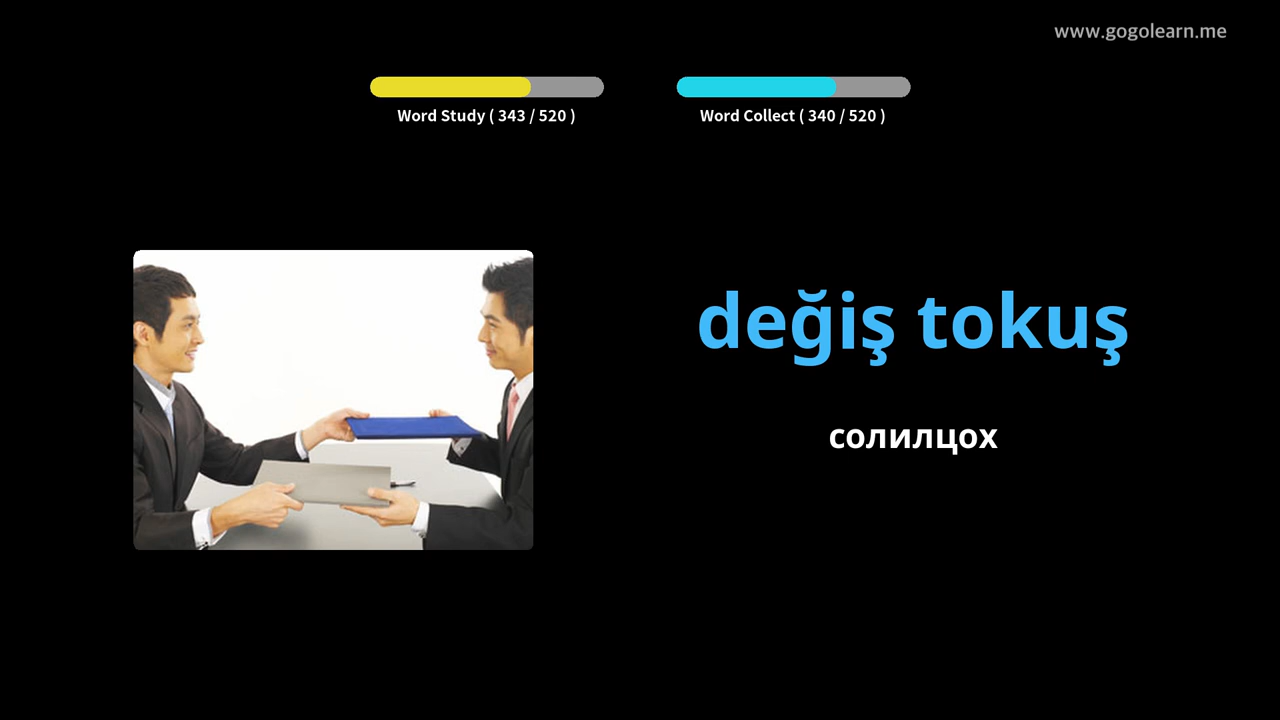 www.gogolearn.me
Word Study ( 343 / 520 )
Word Collect ( 340 / 520 )
değiş tokuş
солилцох